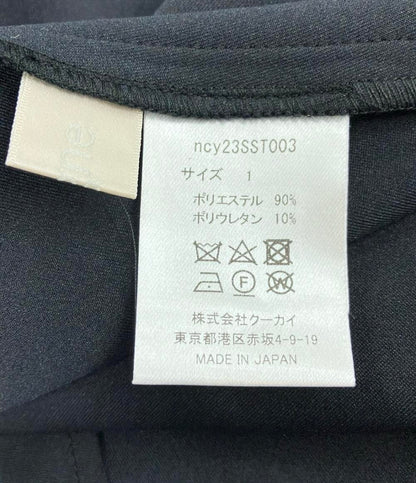 ncy23SST003
サイズ 1
ポリエステル 90%
ポリウレタン 10%
F
W
株式会社クーカイ
東京都港区赤坂4-9-19
MADE IN JAPAN